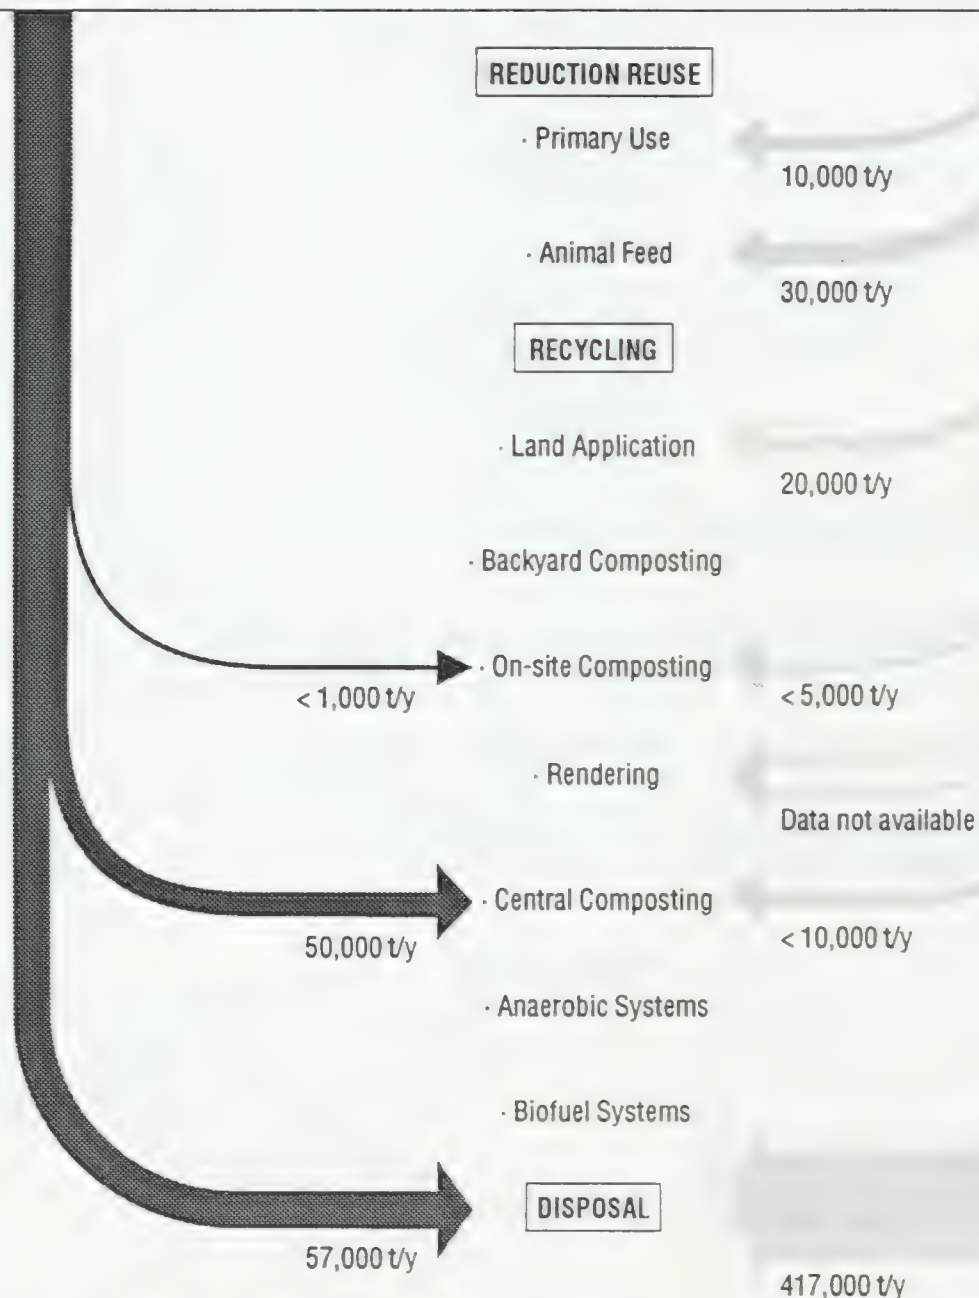 REDUCTION REUSE
· Primary Use
10,000 t/y
· Animal Feed
30,000 t/y
RECYCLING
· Land Application
20,000 t/y
· Backyard Composting
· On-site Composting
< 1,000 t/y
< 5,000 t/y
· Rendering
Data not available
· Central Composting
50,000 t/y
< 10,000 t/y
· Anaerobic Systems
· Biofuel Systems
DISPOSAL
57,000 t/y
417,000 t/y